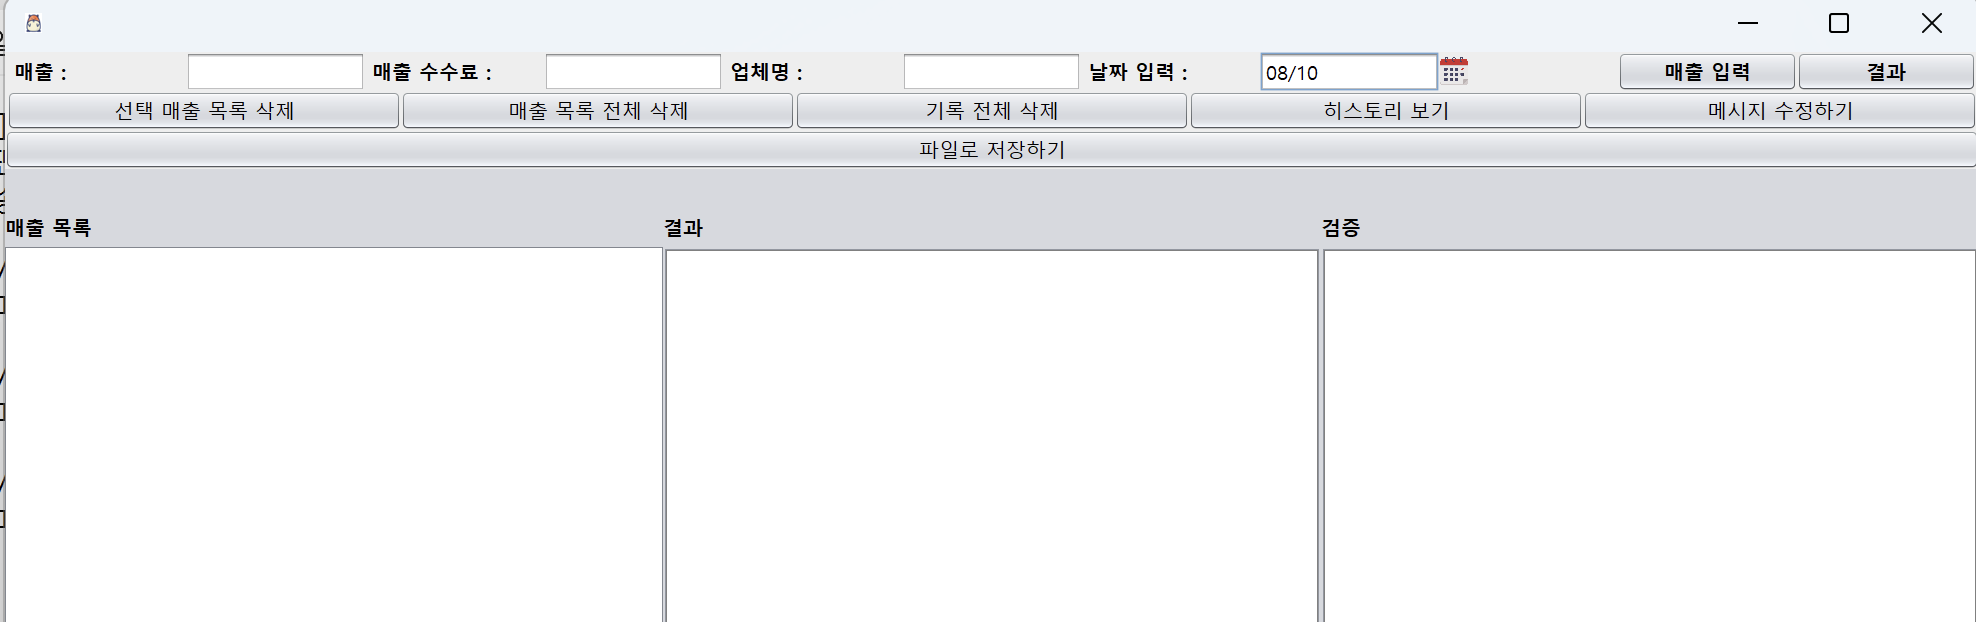 매출 : 매출 수수료 : 업체명 : 날짜 입력 : 08/10 매출 입력 결과
선택 매출 목록 삭제 매출 목록 전체 삭제 기록 전체 삭제 히스토리 보기 메시지 수정하기
파일로 저장하기
매출 목록 결과 검증